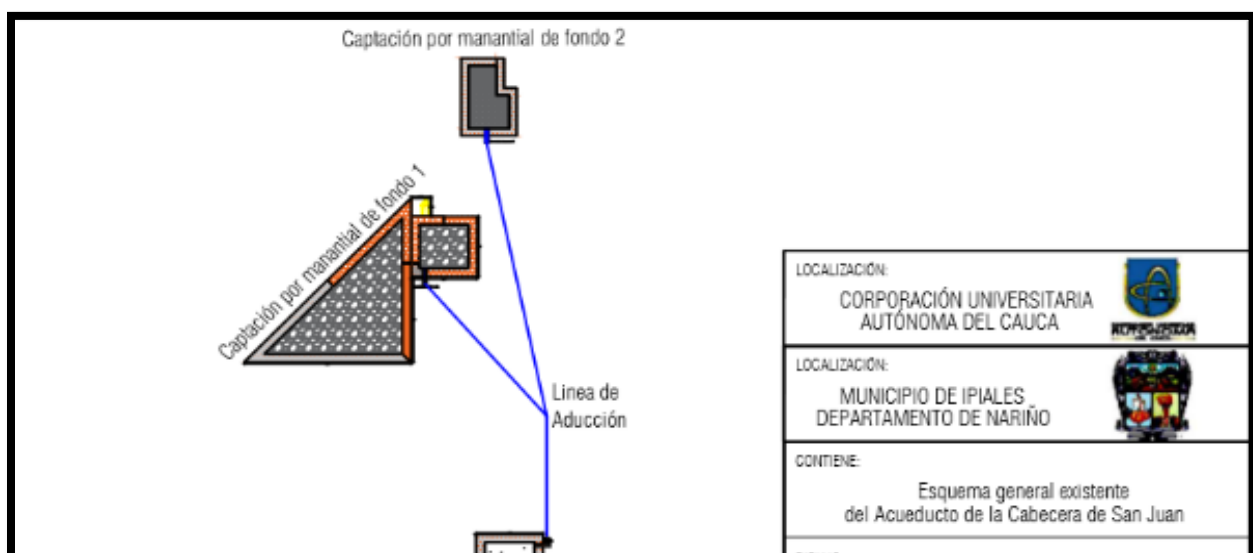 Captación por manantial de fondo 2
Captación por manantial de fondo 1
Linea de
Aducción
LOCALIZACIÓN:
CORPORACIÓN UNIVERSITARIA
AUTÓNOMA DEL CAUCA
LOCALIZACIÓN:
MUNICIPIO DE IPIALES
DEPARTAMENTO DE NARIÑO
CONTIENE:
Esquema general existente
del Acueducto de la Cabecera de San Juan